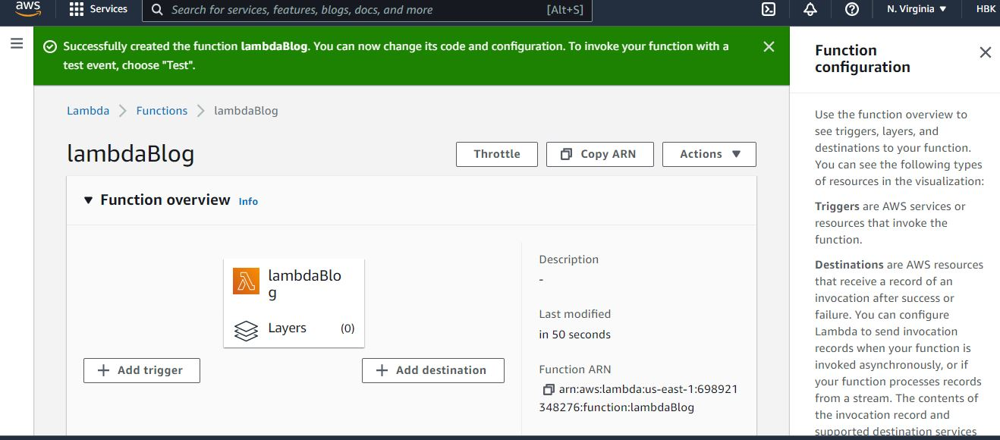 aws
Services
Search for services, features, blogs, docs, and more
[Alt+S]
N. Virginia
HBK
Successfully created the function lambdaBlog. You can now change its code and configuration. To invoke your function with a
test event, choose "Test".
Lambda
Functions
lambdaBlog
lambdaBlog
Throttle
Copy ARN
Actions
Function overview
Info
lambdaBlo
g
Layers
(0)
Add trigger
Add destination
Description
-
Last modified
in 50 seconds
Function ARN
arn:aws:lambda:us-east-1:698921
348276:function:lambdaBlog
Function
configuration
Use the function overview to
see triggers, layers, and
destinations to your function.
You can see the following types
of resources in the visualization:
Triggers are AWS services or
resources that invoke the
function.
Destinations are AWS resources
that receive a record of an
invocation after success or
failure. You can configure
Lambda to send invocation
records when your function is
invoked asynchronously, or if
your function processes records
from a stream. The contents of
the invocation record and
supported destination services